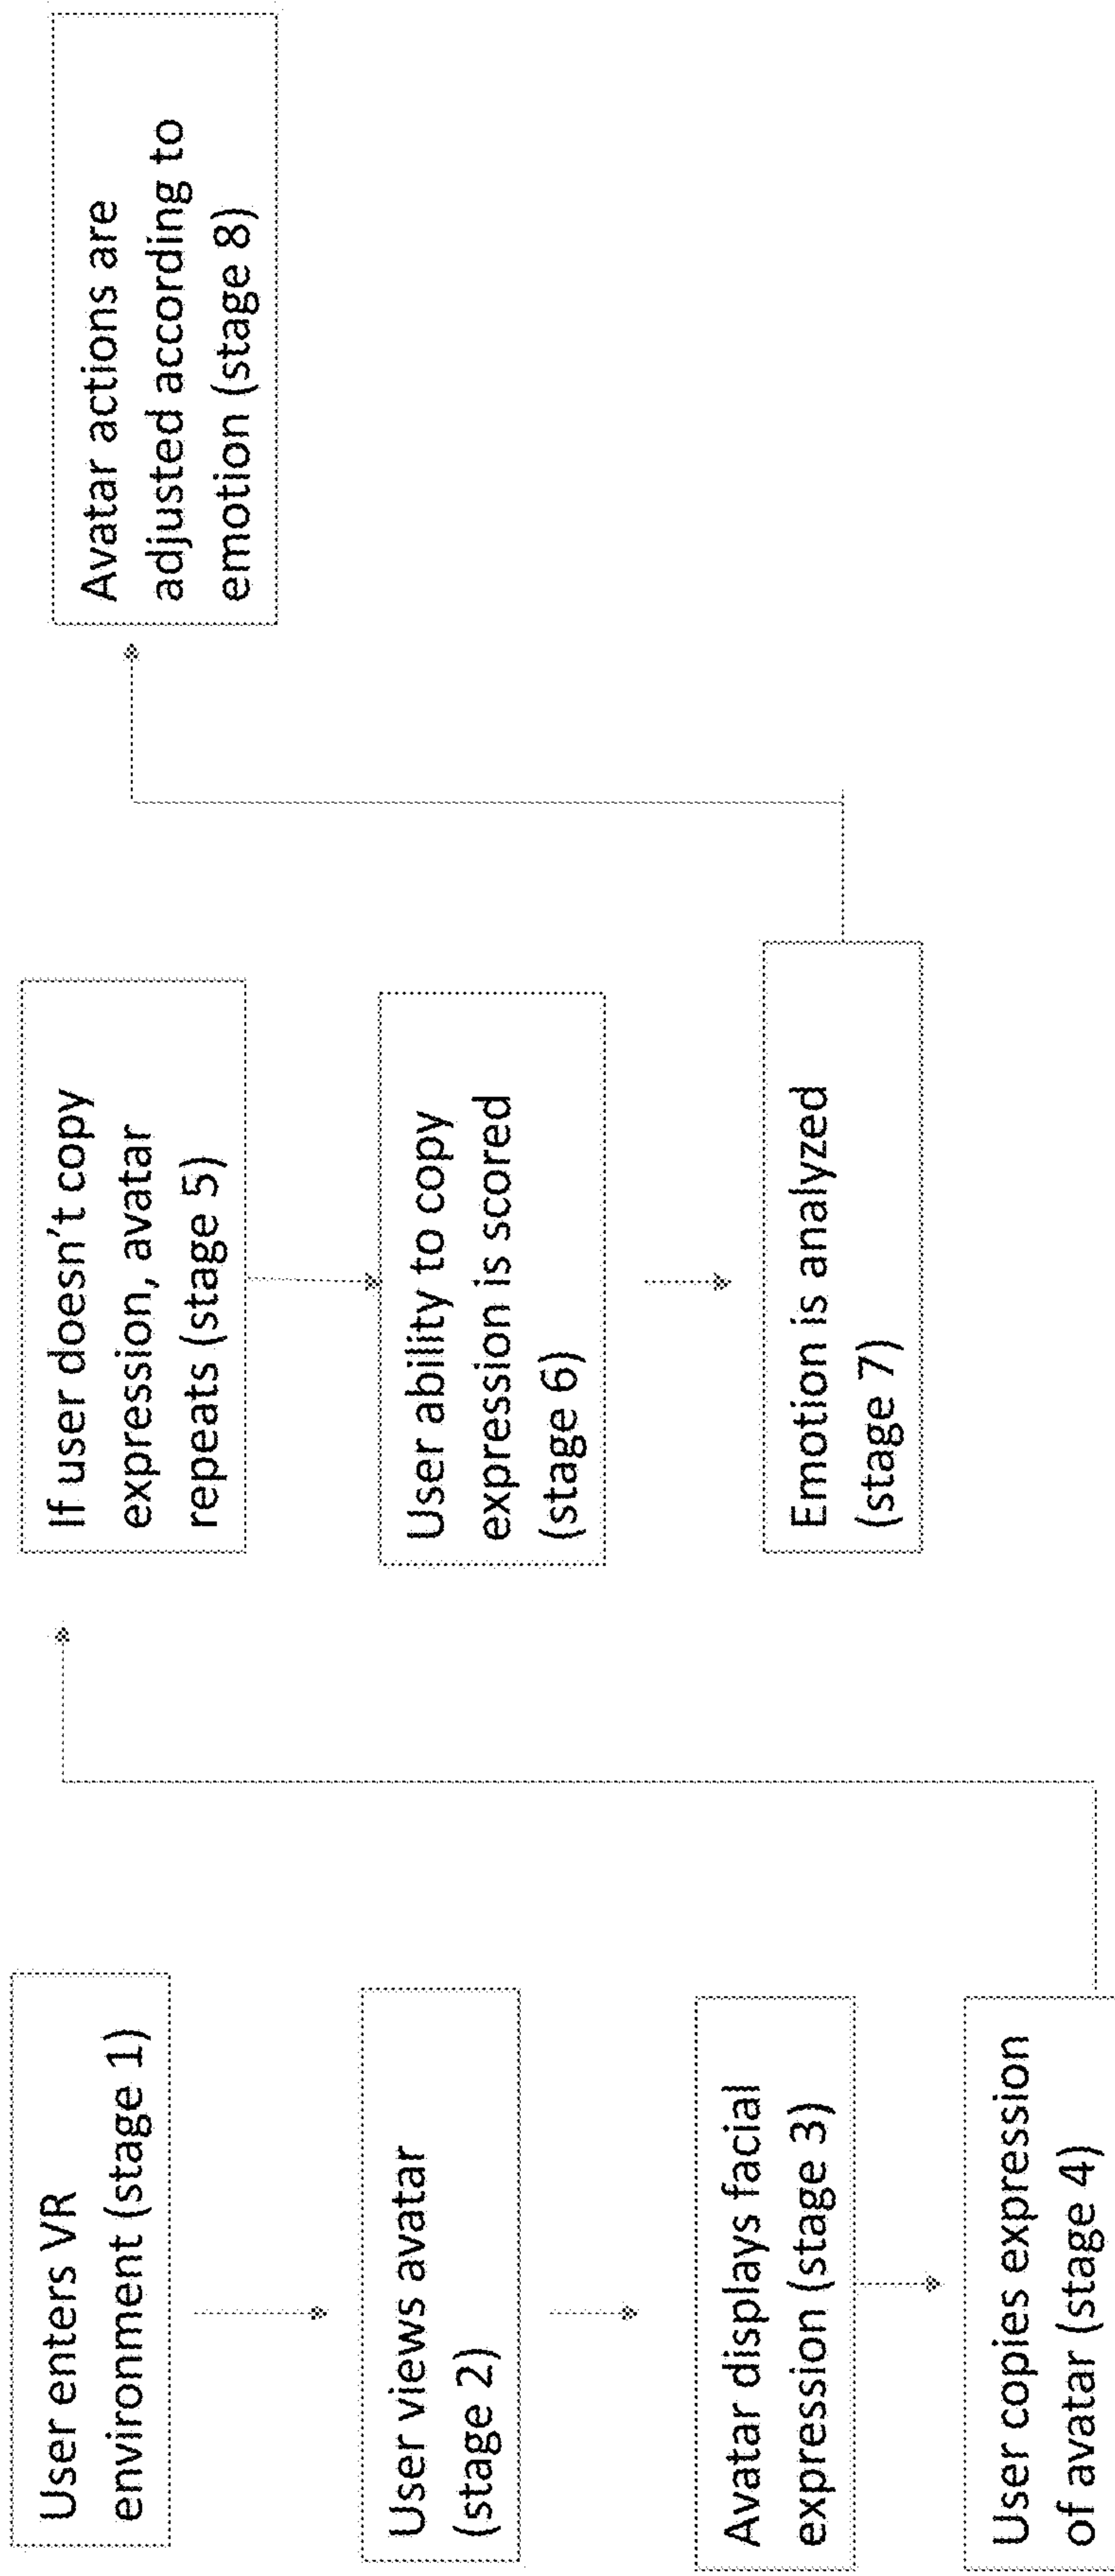 User enters VR
environment (stage 1)
User views avatar
(stage 2)
Avatar displays facial
expression (stage 3)
User copies expression
of avatar (stage 4)
If user doesn't copy
expression, avatar
repeats (stage 5)
User ability to copy
expression is scored
(stage 6)
Emotion is analyzed
(stage 7)
Avatar actions are
adjusted according to
emotion (stage 8)